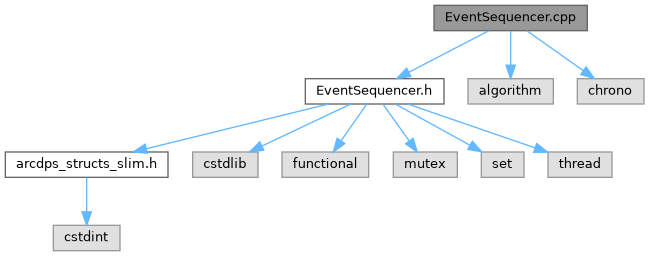 EventSequencer.cpp
EventSequencer.h
algorithm
chrono
arcdps_structs_slim.h
cstdlib
functional
mutex
set
thread
cstdint